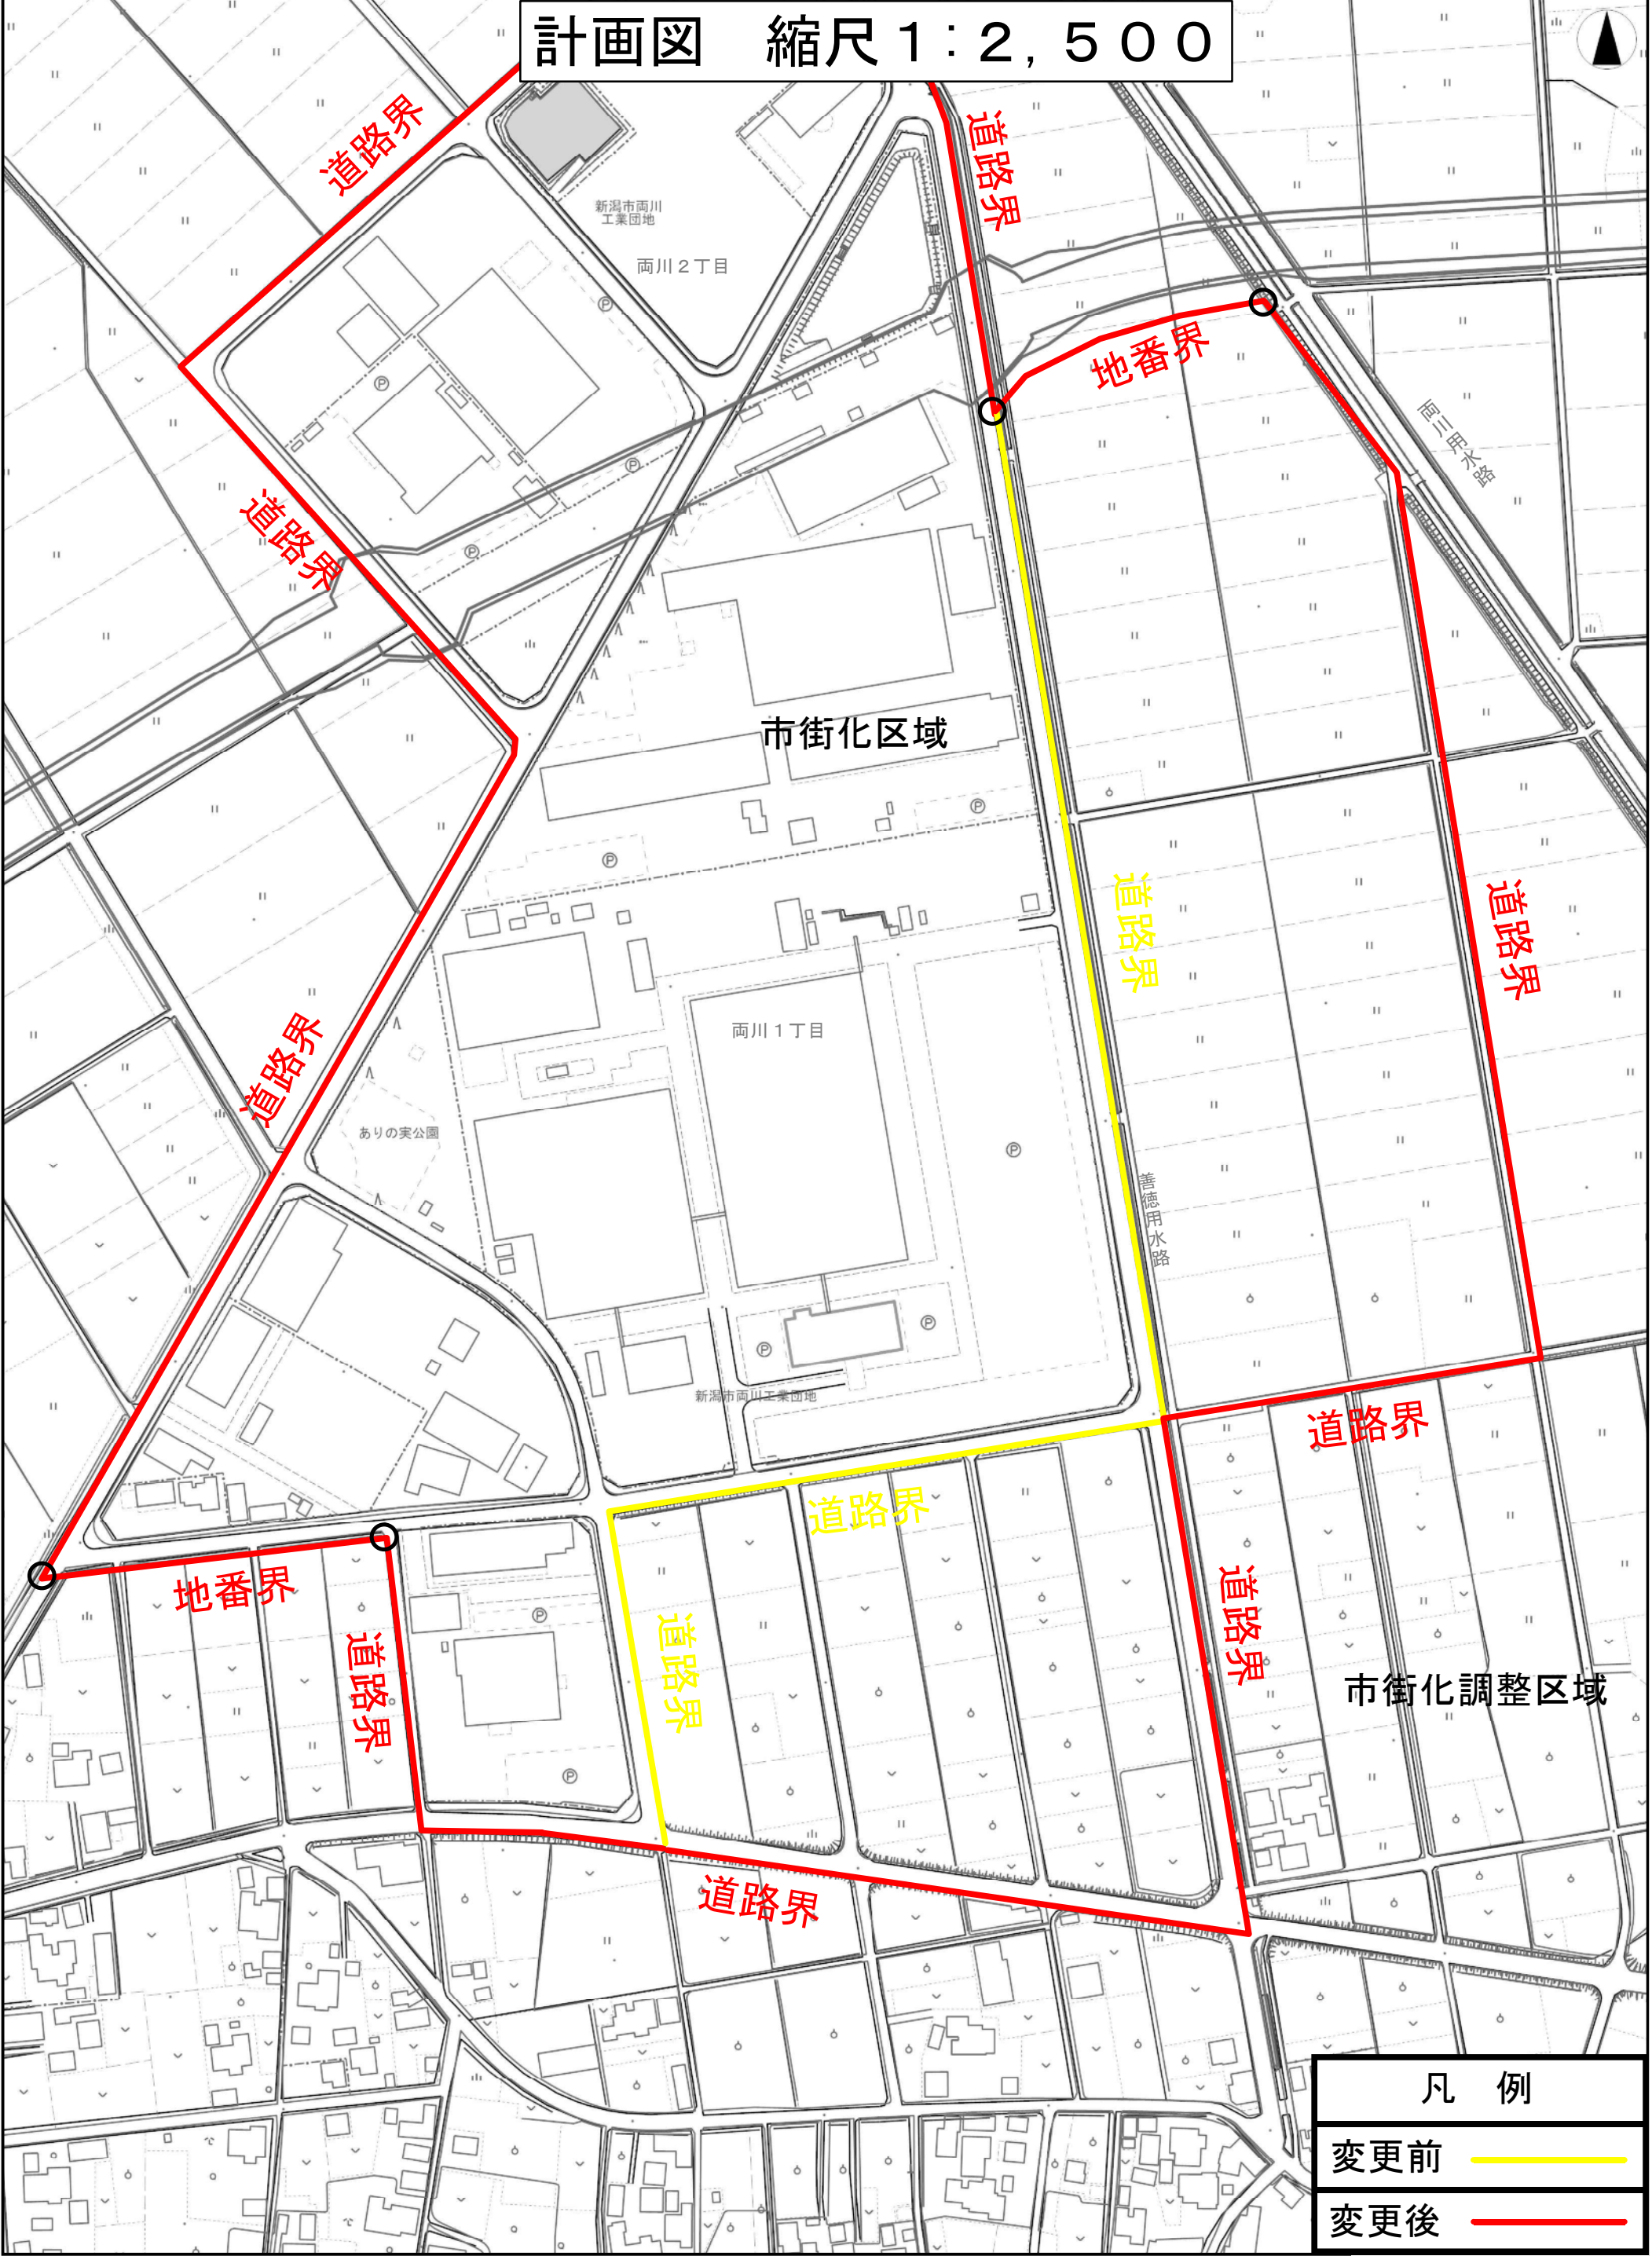 計画図　縮尺１：２，５００
道路界
道路界
新潟市両川
工業団地
両川２丁目
地番界
両川用水路
道路界
市街化区域
道路界
道路界
道路界
両川１丁目
ありの実公園
善徳用水路
新潟市両川工業団地
道路界
道路界
地番界
道路界
道路界
道路界
市街化調整区域
道路界
凡　例
変更前
変更後